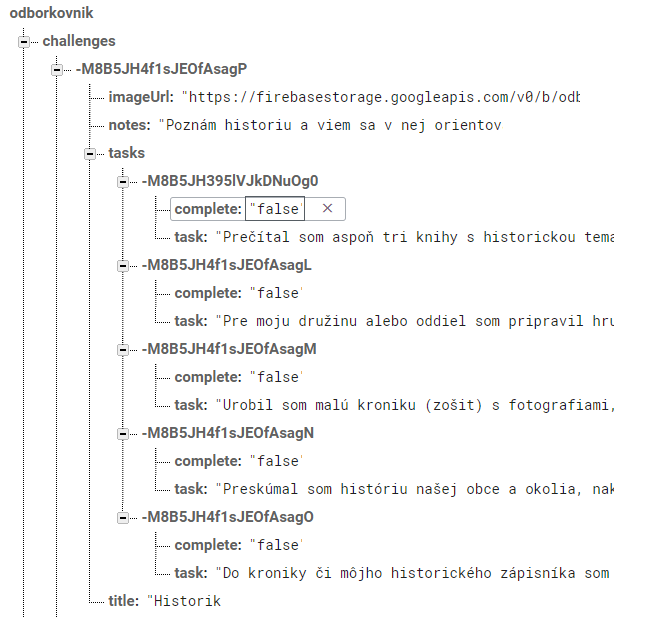 odborkovnik
challenges
-M8B5JH4f1sJEOfAsagP
imageUrl: "https://firebasestorage.googleapis.com/v0/b/odb
notes: "Poznám historiu a viem sa v nej orientov
tasks
-M8B5JH395lVJkDNuOg0
complete: "false" ×
task: "Prečítal som aspoň tri knihy s historickou tema
-M8B5JH4f1sJEOfAsagL
complete: "false"
task: "Pre moju družinu alebo oddiel som pripravil hru
-M8B5JH4f1sJEOfAsagM
complete: "false"
task: "Urobil som malú kroniku (zošit) s fotografiami,
-M8B5JH4f1sJEOfAsagN
complete: "false"
task: "Preskúmal som históriu našej obce a okolia, nak
-M8B5JH4f1sJEOfAsagO
complete: "false"
task: "Do kroniky či môjho historického zápisníka som
title: "Historik